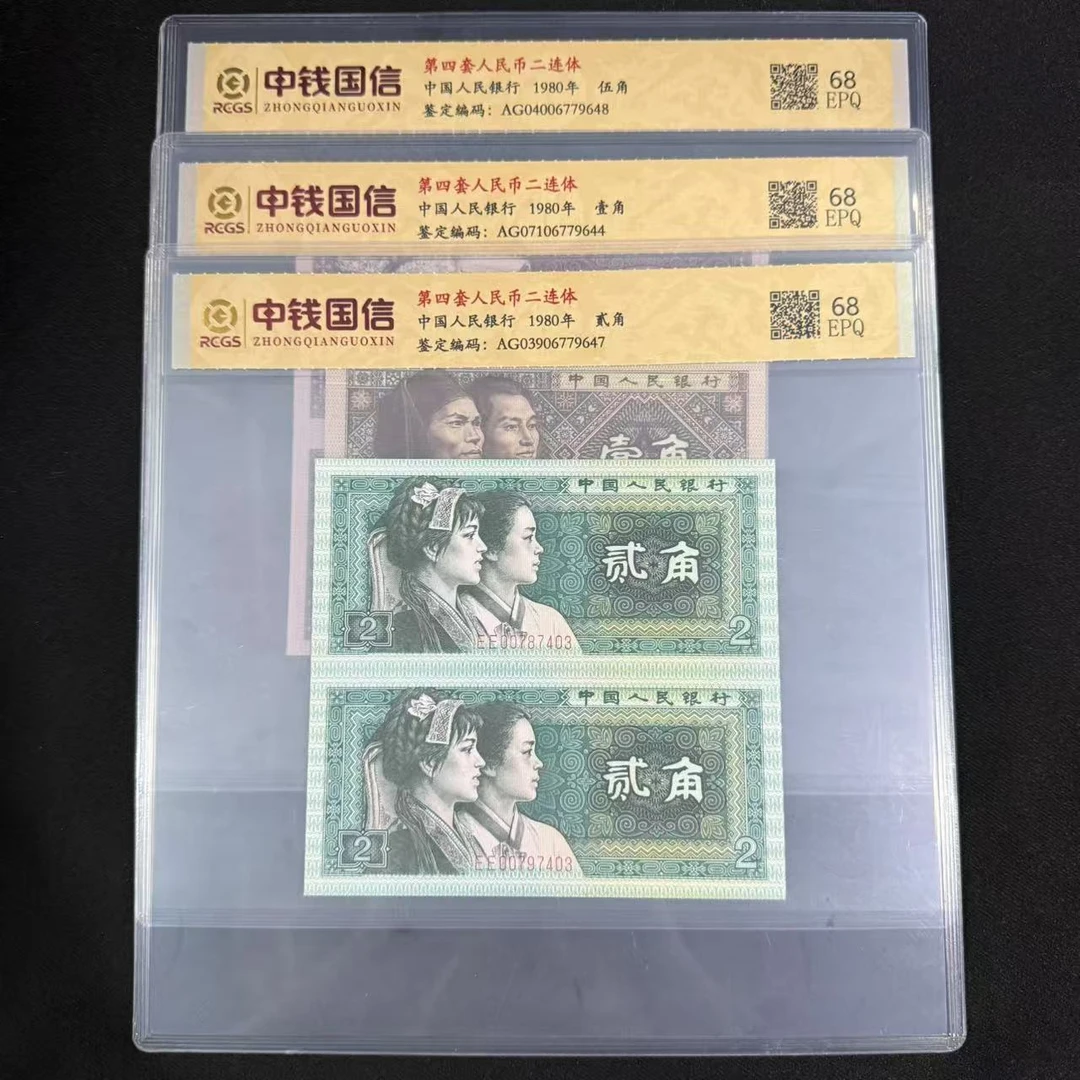 中钱国信
RCGS ZHONGQIANGUOXIN
第四套人民币二连体
中国人民银行 1980年 伍角
鉴定编码：AG04006779648
68
EPQ
中钱国信
RCGS ZHONGQIANGUOXIN
第四套人民币二连体
中国人民银行 1980年 壹角
鉴定编码：AG07106779644
68
EPQ
中钱国信
RCGS ZHONGQIANGUOXIN
第四套人民币二连体
中国人民银行 1980年 贰角
鉴定编码：AG03906779647
68
EPQ
中国人民银行
壹角
中国人民银行
贰角
2
EE00787403
2
中国人民银行
贰角
2
EE00797403
2